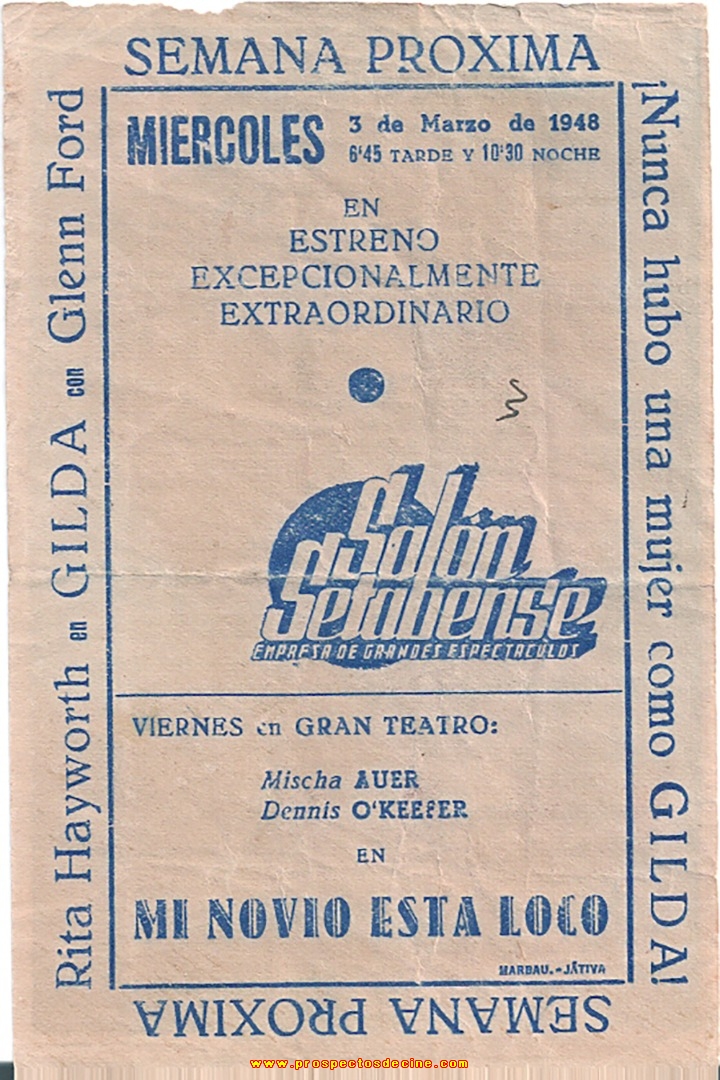 SEMANA PROXIMA
MIERCOLES
3 de Marzo de 1948
6'45 TARDE Y 10'30 NOCHE
EN
ESTRENO
EXCEPCIONALMENTE
EXTRAORDINARIO
Salón
Setabense
EMPRESA DE GRANDES ESPECTACULOS
VIERNES en GRAN TEATRO:
Mischa AUER
Dennis O'KEEFER
EN
MI NOVIO ESTA LOCO
MARBAU.-JÁTIVA
Rita Hayworth en GILDA con Glenn Ford
¡Nunca hubo una mujer como GILDA!
SEMANA PROXIMA
www.prospectosdecine.com